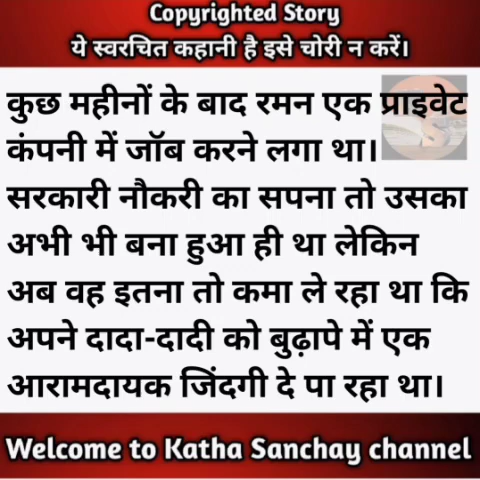 Copyrighted Story
ये स्वरचित कहानी है इसे चोरी न करें।
कुछ महीनों के बाद रमन एक प्राइवेट
कंपनी में जॉब करने लगा था।
सरकारी नौकरी का सपना तो उसका
अभी भी बना हुआ ही था लेकिन
अब वह इतना तो कमा ले रहा था कि
अपने दादा-दादी को बुढ़ापे में एक
आरामदायक जिंदगी दे पा रहा था।
Welcome to Katha Sanchay channel